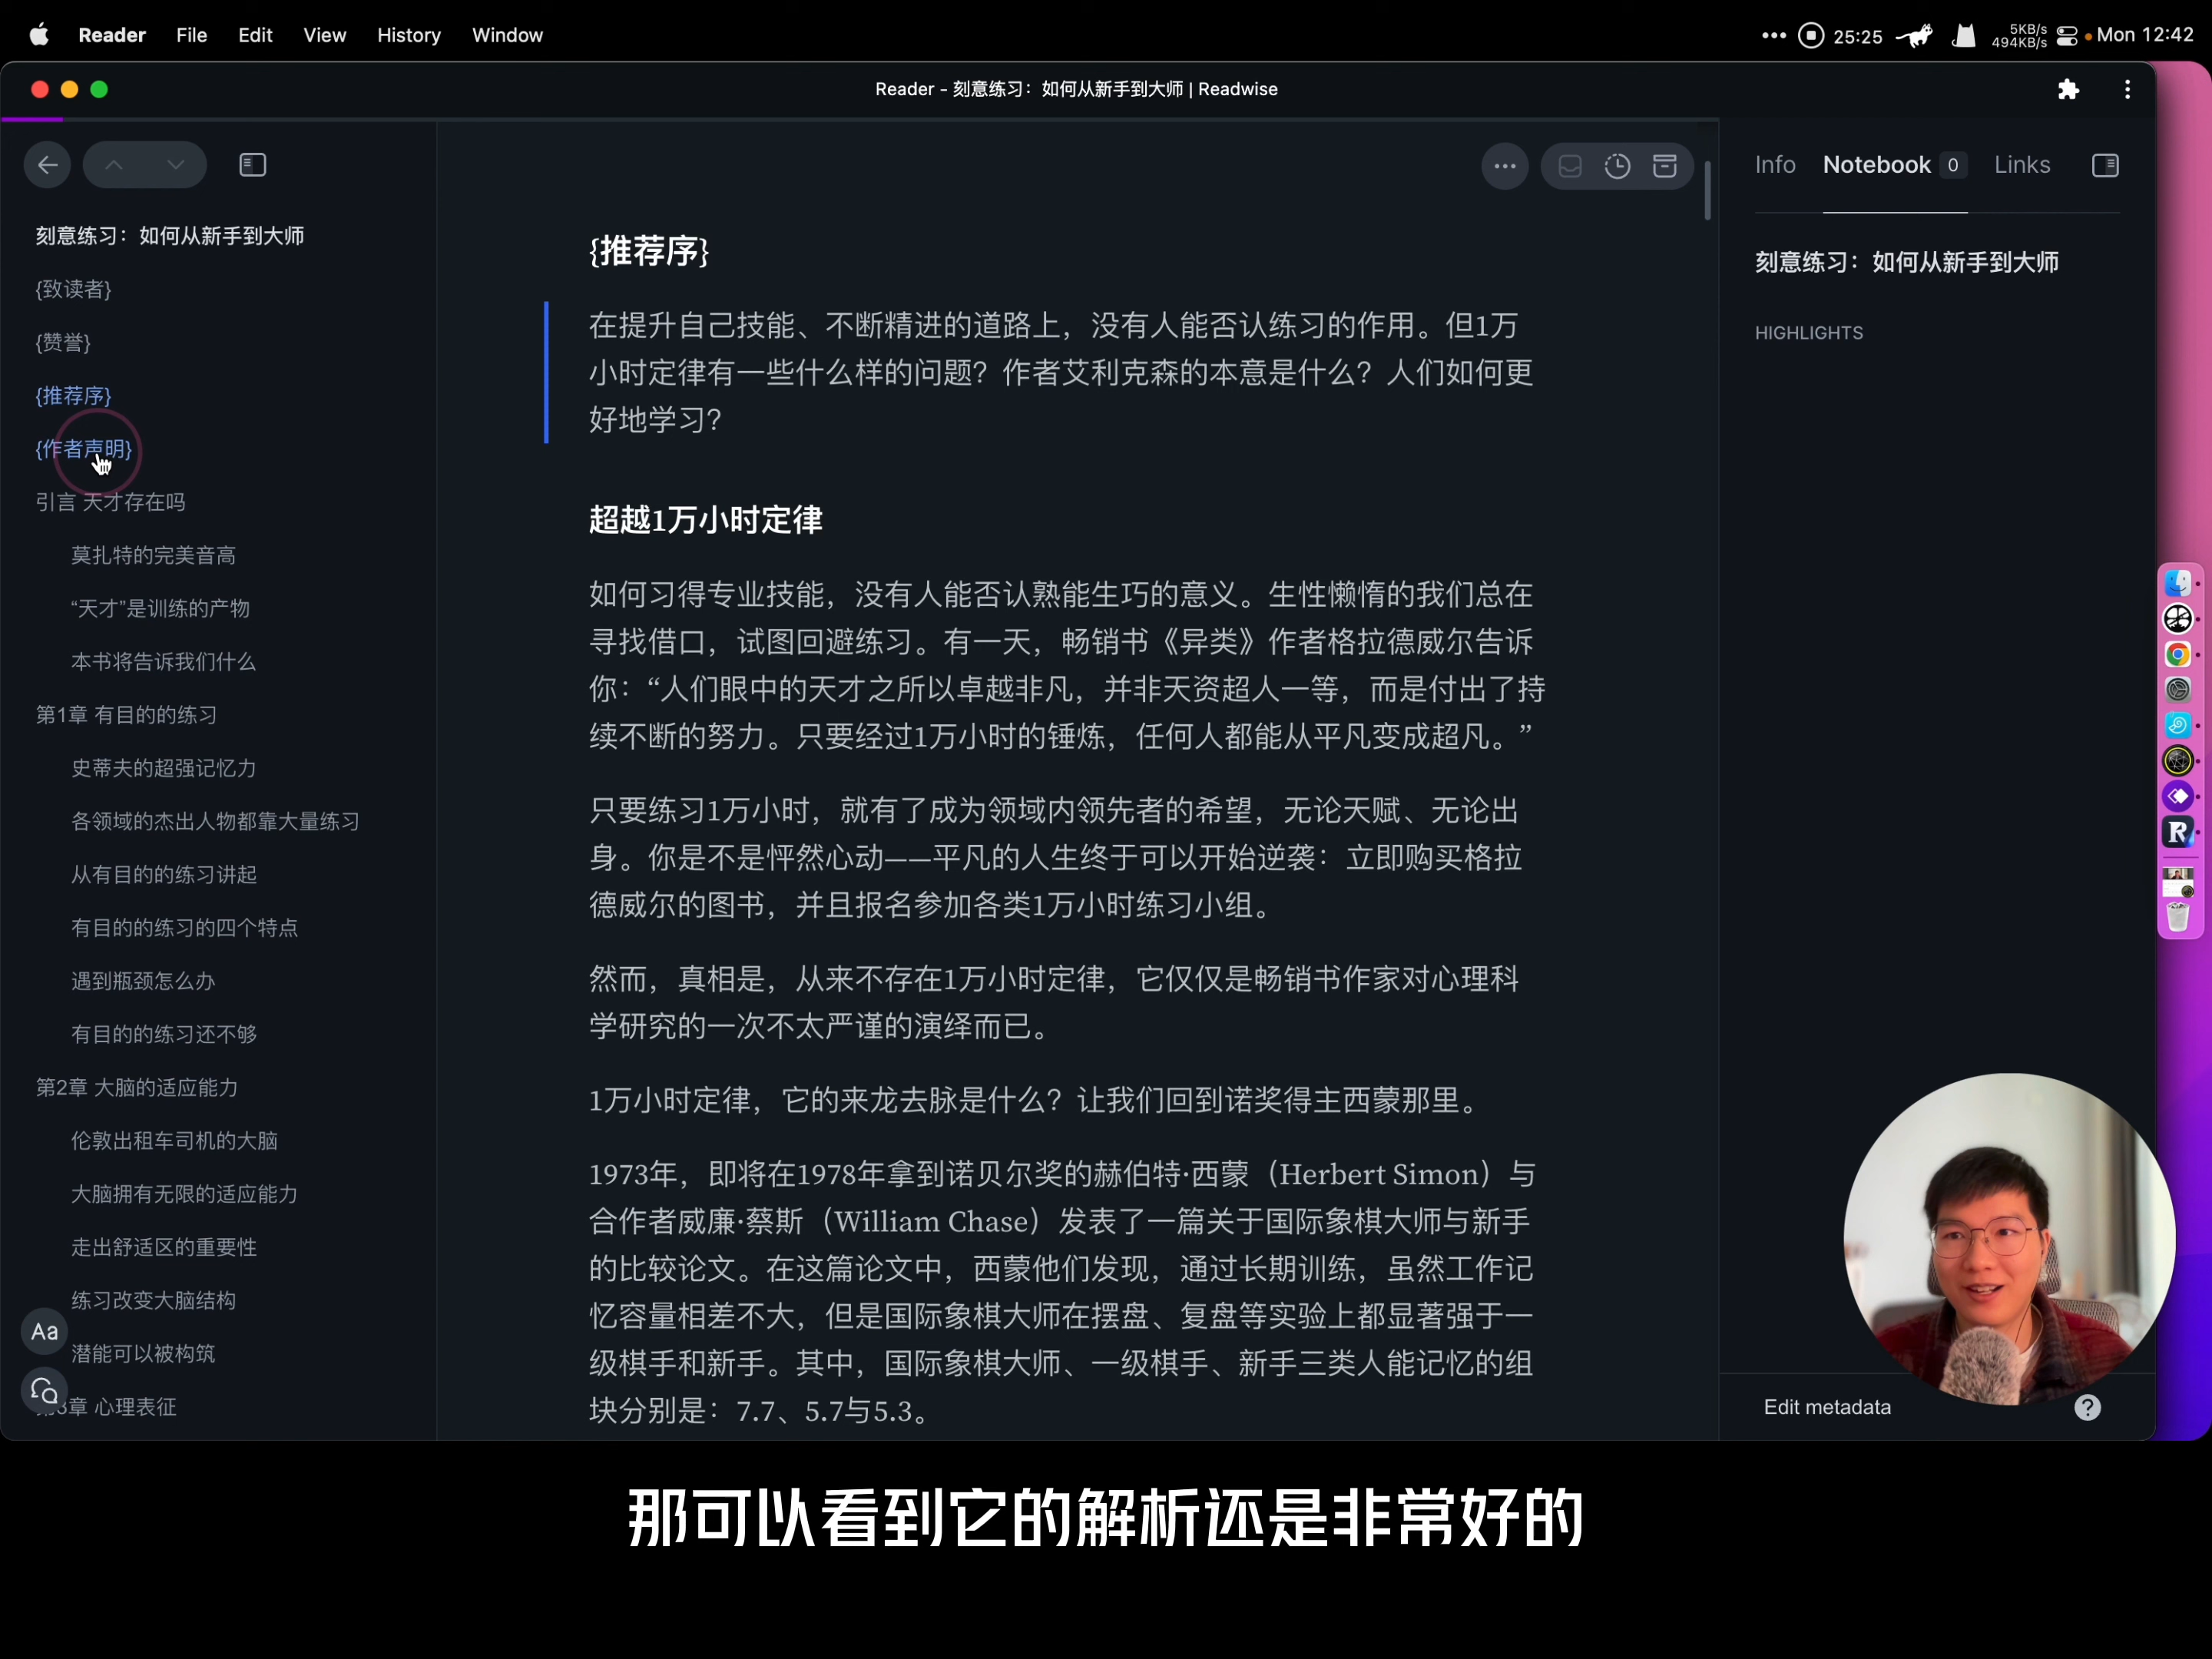 Reader File Edit View History Window
25:25 5KB/s 494KB/s Mon 12:42
Reader - 刻意练习：如何从新手到大师 | Readwise
刻意练习：如何从新手到大师
{致读者}
{赞誉}
{推荐序}
{作者声明}
引言 天才存在吗
莫扎特的完美音高
“天才”是训练的产物
本书将告诉我们什么
第1章 有目的的练习
史蒂夫的超强记忆力
各领域的杰出人物都靠大量练习
从有目的的练习讲起
有目的的练习的四个特点
遇到瓶颈怎么办
有目的的练习还不够
第2章 大脑的适应能力
伦敦出租车司机的大脑
大脑拥有无限的适应能力
走出舒适区的重要性
练习改变大脑结构
Aa
潜能可以被构筑
第3章 心理表征
{推荐序}
在提升自己技能、不断精进的道路上，没有人能否认练习的作用。但1万
小时定律有一些什么样的问题？作者艾利克森的本意是什么？人们如何更
好地学习？
超越1万小时定律
如何习得专业技能，没有人能否认熟能生巧的意义。生性懒惰的我们总在
寻找借口，试图回避练习。有一天，畅销书《异类》作者格拉德威尔告诉
你：“人们眼中的天才之所以卓越非凡，并非天资超人一等，而是付出了持
续不断的努力。只要经过1万小时的锤炼，任何人都能从平凡变成超凡。”
只要练习1万小时，就有了成为领域内领先者的希望，无论天赋、无论出
身。你是不是怦然心动——平凡的人生终于可以开始逆袭：立即购买格拉
德威尔的图书，并且报名参加各类1万小时练习小组。
然而，真相是，从来不存在1万小时定律，它仅仅是畅销书作家对心理科
学研究的一次不太严谨的演绎而已。
1万小时定律，它的来龙去脉是什么？让我们回到诺奖得主西蒙那里。
1973年，即将在1978年拿到诺贝尔奖的赫伯特·西蒙（Herbert Simon）与
合作者威廉·蔡斯（William Chase）发表了一篇关于国际象棋大师与新手
的比较论文。在这篇论文中，西蒙他们发现，通过长期训练，虽然工作记
忆容量相差不大，但是国际象棋大师在摆盘、复盘等实验上都显著强于一
级棋手和新手。其中，国际象棋大师、一级棋手、新手三类人能记忆的组
块分别是：7.7、5.7与5.3。
Info Notebook 0 Links
刻意练习：如何从新手到大师
HIGHLIGHTS
Edit metadata
?
那可以看到它的解析还是非常好的